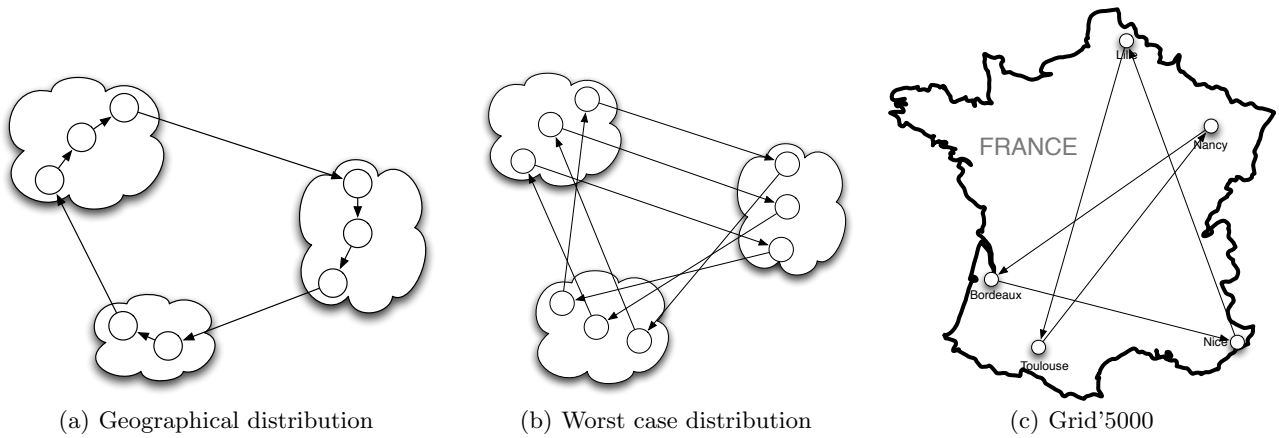 Lille
FRANCE
Nancy
Bordeaux
Nice
Toulouse
(a) Geographical distribution
(b) Worst case distribution
(c) Grid'5000